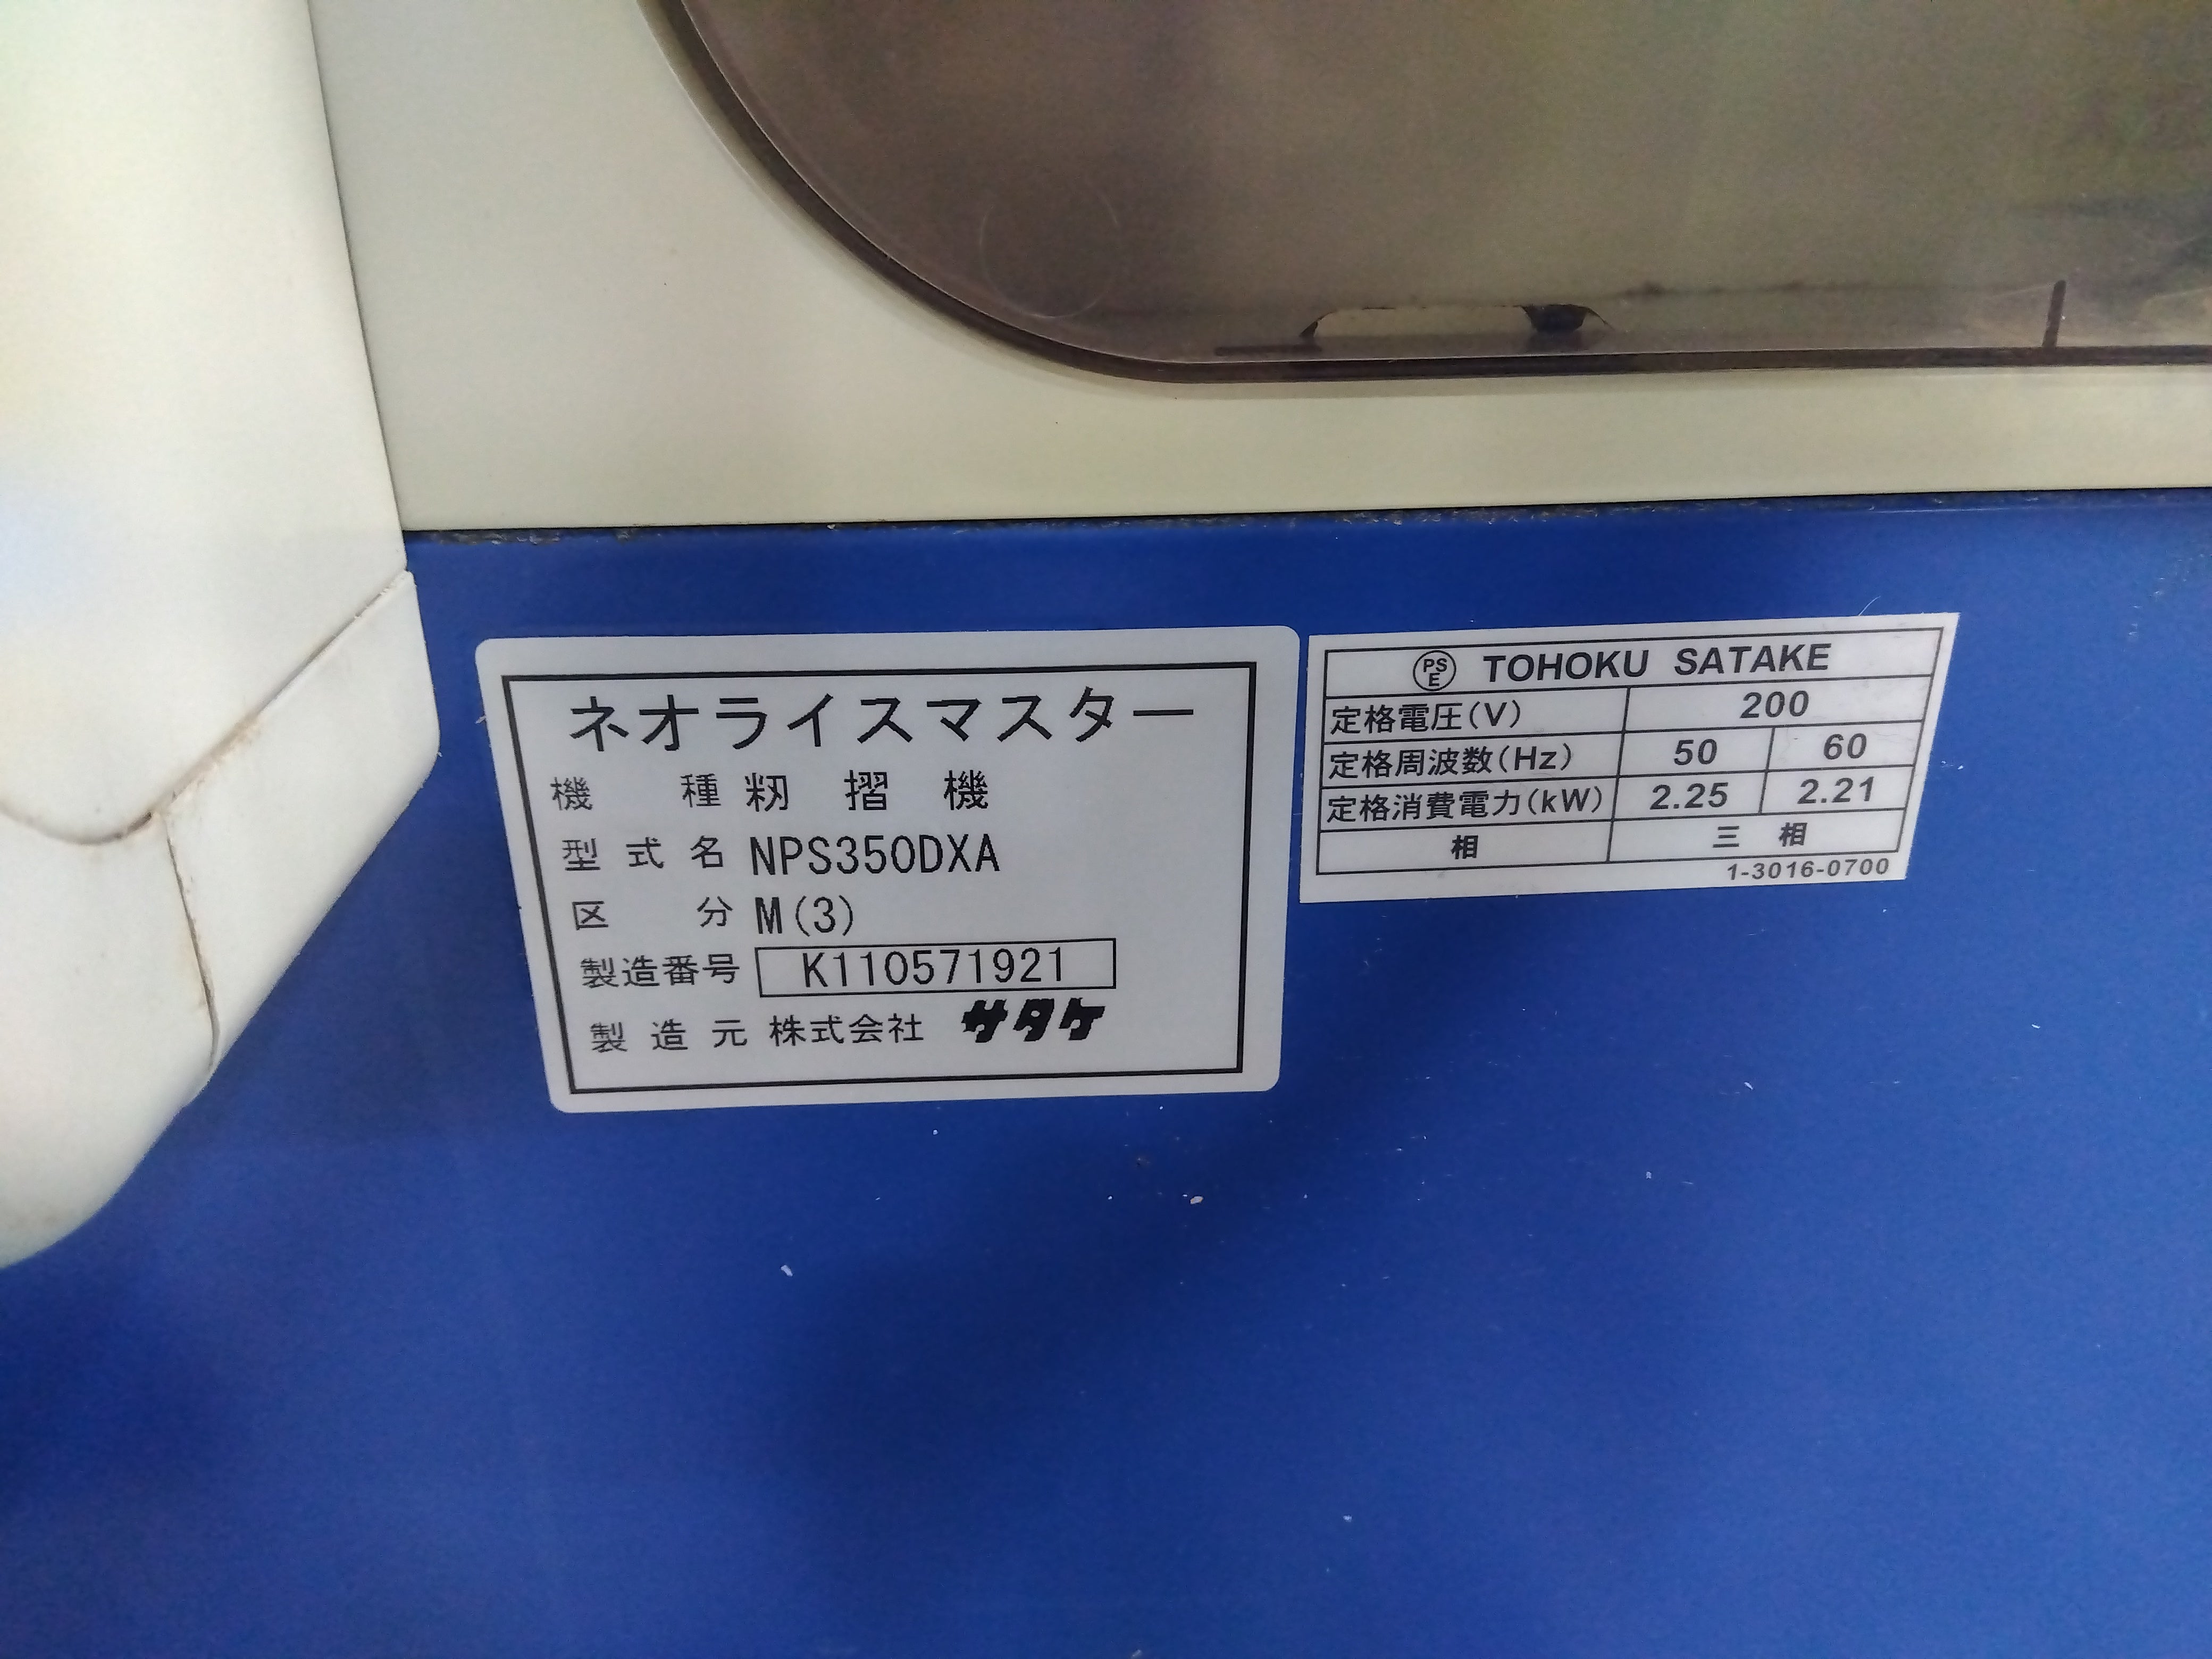 ネオライスマスター
機種 籾摺機
型式名 NPS350DXA
区分 M(3)
製造番号 K110571921
製造元 株式会社 サタケ
PS E TOHOKU SATAKE
定格電圧(V) 200
定格周波数(Hz) 50 60
定格消費電力(kW) 2.25 2.21
相 三相
1-3016-0700